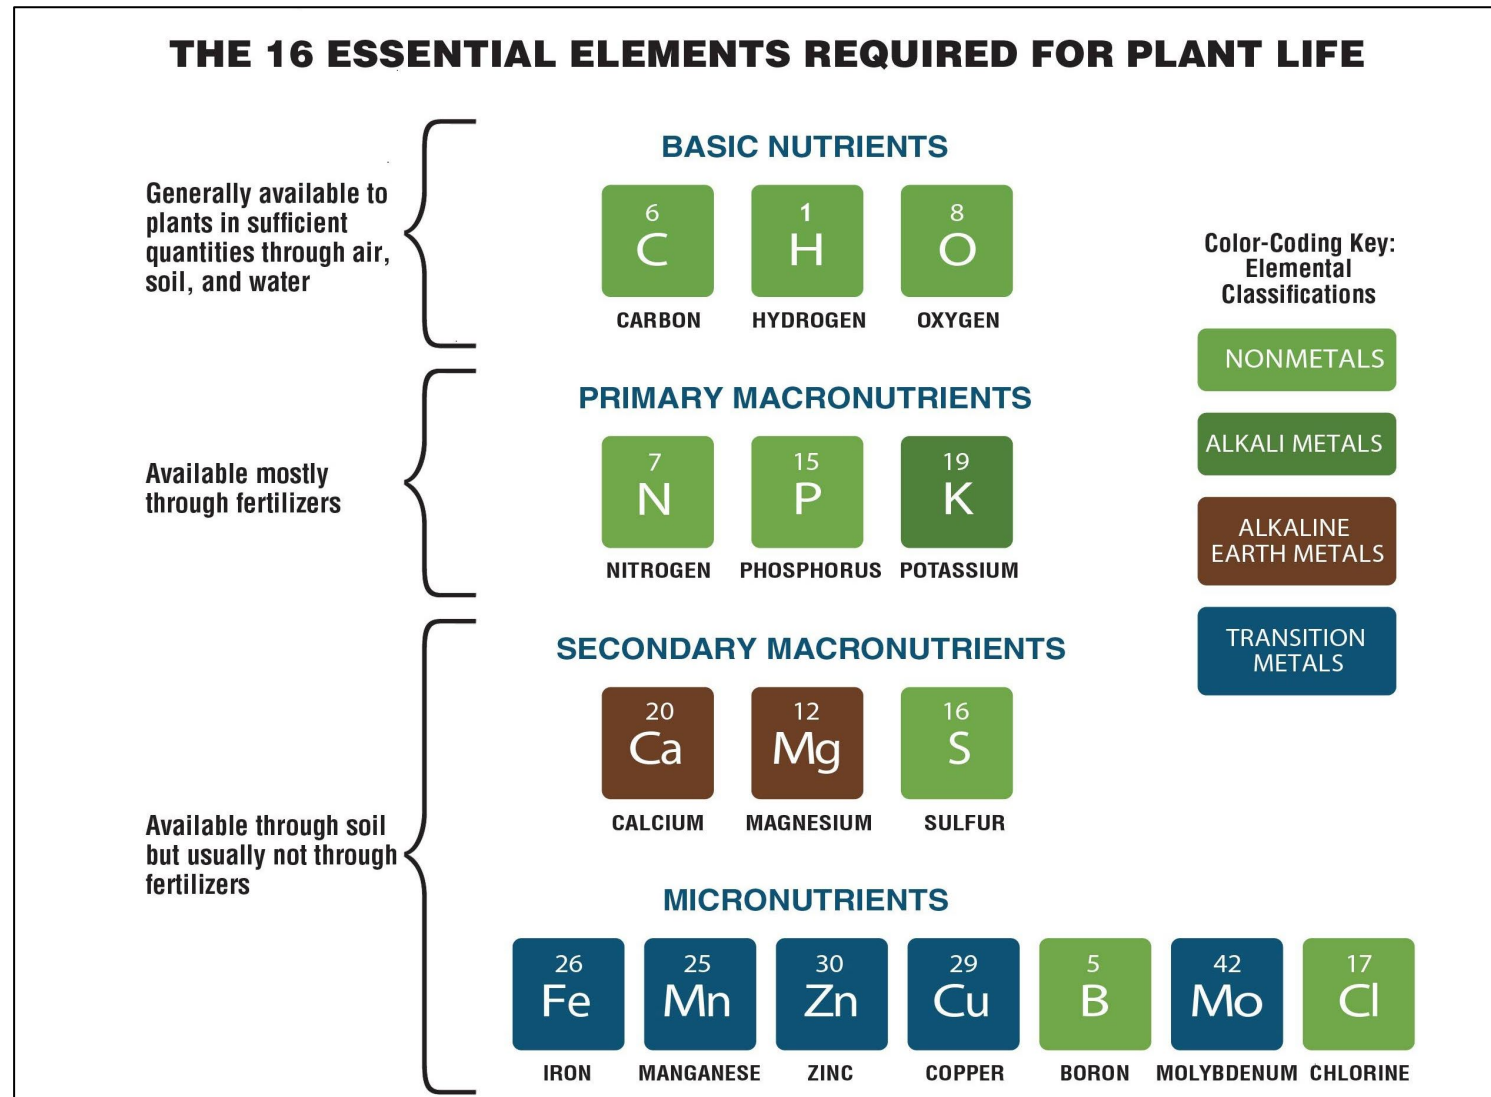 THE 16 ESSENTIAL ELEMENTS REQUIRED FOR PLANT LIFE
BASIC NUTRIENTS
Generally available to
plants in sufficient
quantities through air,
soil, and water
6
C
CARBON
1
H
HYDROGEN
8
O
OXYGEN
PRIMARY MACRONUTRIENTS
Available mostly
through fertilizers
7
N
NITROGEN
15
P
PHOSPHORUS
19
K
POTASSIUM
SECONDARY MACRONUTRIENTS
20
Ca
CALCIUM
12
Mg
MAGNESIUM
16
S
SULFUR
Available through soil
but usually not through
fertilizers
MICRONUTRIENTS
26
Fe
IRON
25
Mn
MANGANESE
30
Zn
ZINC
29
Cu
COPPER
5
B
BORON
42
Mo
MOLYBDENUM
17
Cl
CHLORINE
Color-Coding Key:
Elemental
Classifications
NONMETALS
ALKALI METALS
ALKALINE
EARTH METALS
TRANSITION
METALS